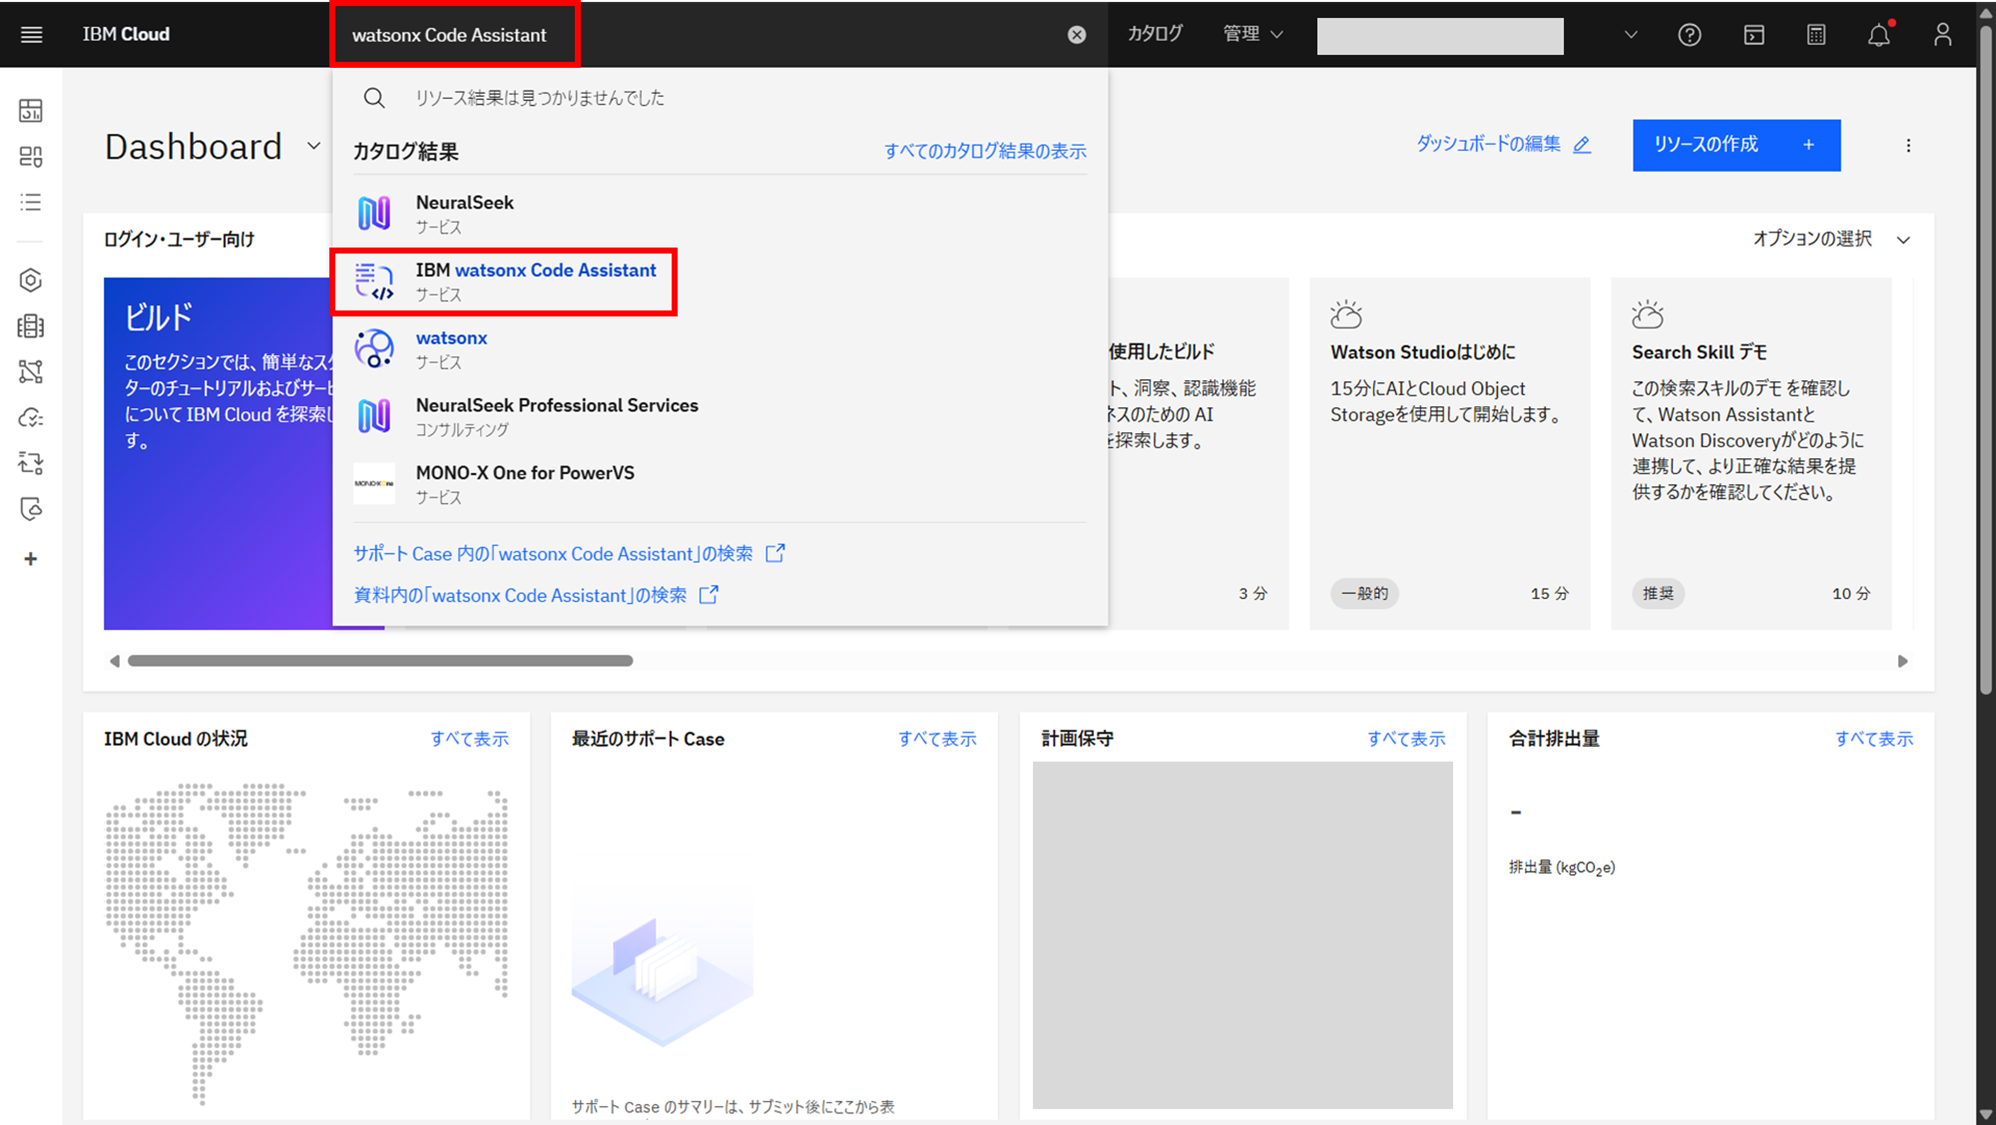 IBM Cloud
watsonx Code Assistant
カタログ
管理
リソース結果は見つかりませんでした
カタログ結果
すべてのカタログ結果の表示
NeuralSeek
サービス
IBM watsonx Code Assistant
サービス
watsonx
サービス
NeuralSeek Professional Services
コンサルティング
MONO-X One for PowerVS
サービス
サポート Case 内の「watsonx Code Assistant」の検索
資料内の「watsonx Code Assistant」の検索
Dashboard
ダッシュボードの編集
リソースの作成 +
ログイン・ユーザー向け
オプションの選択
ビルド
このセクションでは、簡単なス
ターのチュートリアルおよびサー
について IBM Cloud を探索
す。
使用したビルド
ト、洞察、認識機能
ネスのための AI
を探索します。
3 分
Watson Studioはじめに
15分にAIとCloud Object
Storageを使用して開始します。
一般的
15 分
Search Skill デモ
この検索スキルのデモ を確認し
て、Watson Assistantと
Watson Discoveryがどのように
連携して、より正確な結果を提
供するかを確認してください。
推奨
10 分
IBM Cloud の状況
すべて表示
最近のサポート Case
すべて表示
サポート Case のサマリーは、サブミット後にここから表
計画保守
すべて表示
合計排出量
すべて表示
-
排出量 (kgCO₂e)